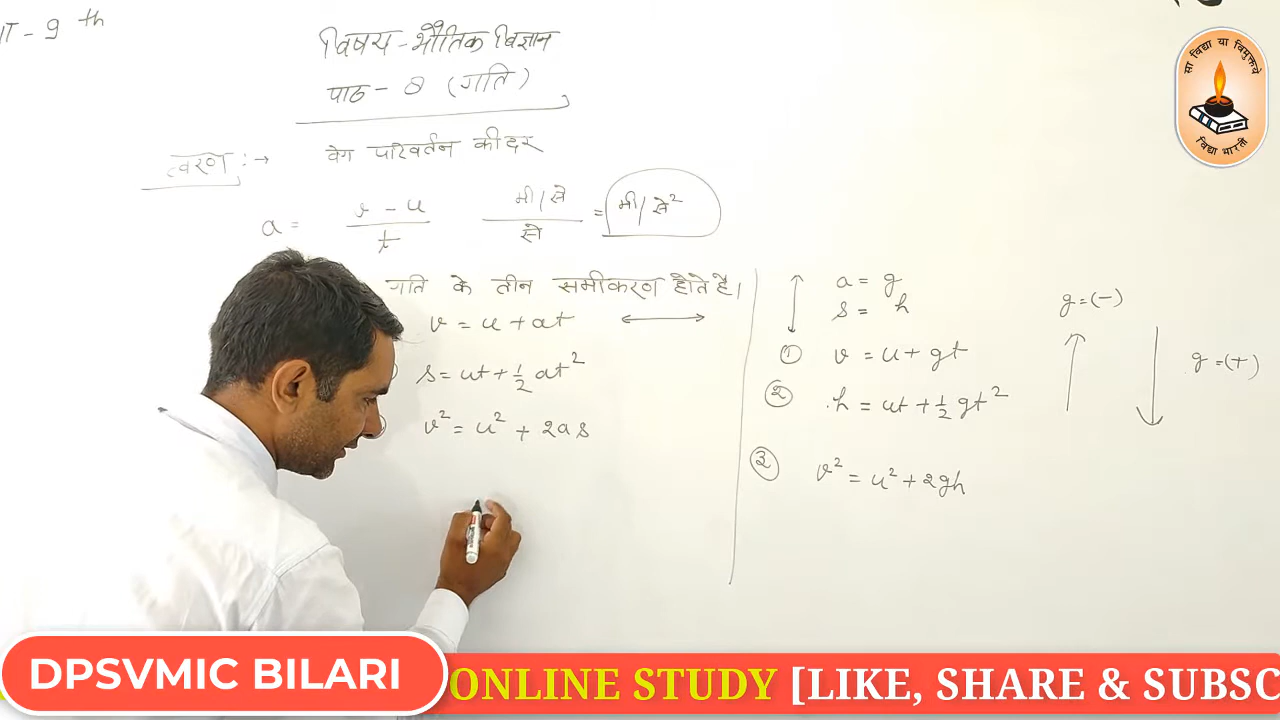 - 9 th
विषय - भौतिक विज्ञान
पाठ - 8 (गति)
त्वरण :→ वेग परिवर्तन की दर
a = v - u / t मी/से / से = मी/से²
गति के तीन समीकरण होते है।
v = u + at
s = ut + 1/2 at²
v² = u² + 2as
a = g
s = h
① v = u + gt
② h = ut + 1/2 gt²
③ v² = u² + 2gh
g = (-)
g = (+)
सा विद्या या विमुक्तये
विद्या भारती
DPSVMIC BILARI
ONLINE STUDY [LIKE, SHARE & SUBSC